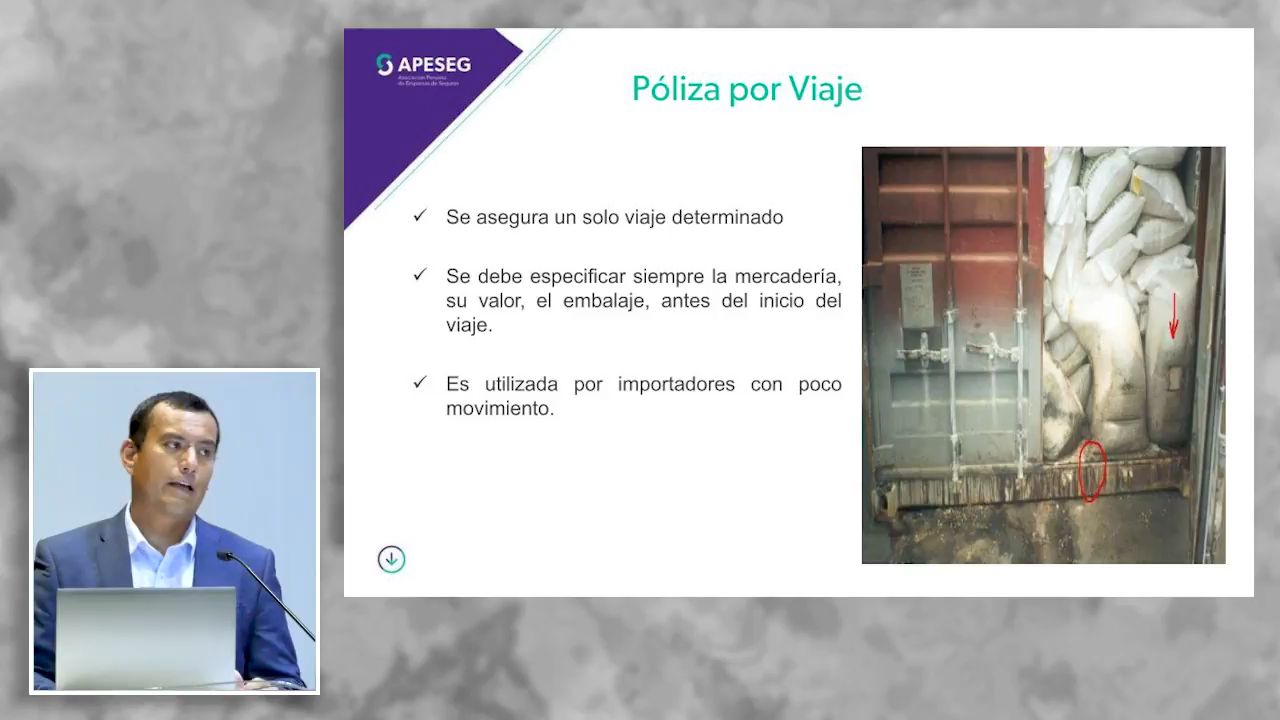 APESEG
Asociación Peruana
de Empresas de Seguros
Póliza por Viaje
Se asegura un solo viaje determinado
Se debe especificar siempre la mercadería,
su valor, el embalaje, antes del inicio del
viaje.
Es utilizada por importadores con poco
movimiento.